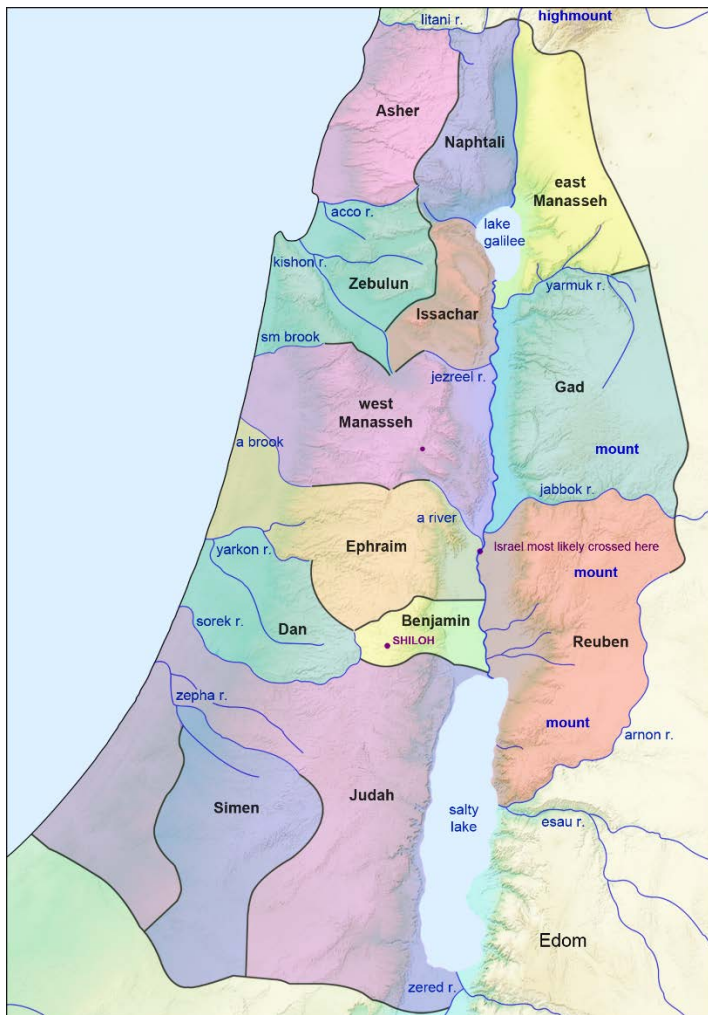 litani r.
highmount
Asher
Naphtali
east
Manasseh
acco r.
lake
galilee
kishon r.
Zebulun
yarmuk r.
Issachar
sm brook
jezreel r.
Gad
west
Manasseh
a brook
mount
jabbok r.
a river
yarkon r.
Ephraim
Israel most likely crossed here
mount
sorek r.
Dan
Benjamin
SHILOH
Reuben
zepha r.
mount
arnon r.
Simen
Judah
salty
lake
esau r.
Edom
zered r.